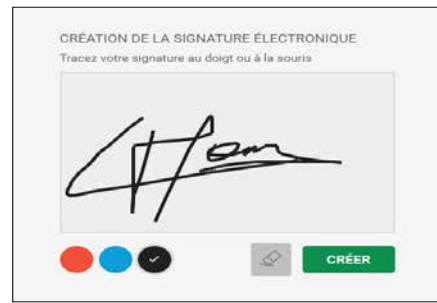 CRÉATION DE LA SIGNATURE ÉLECTRONIQUE
Tracez votre signature au doigt ou à la souris
CRÉER